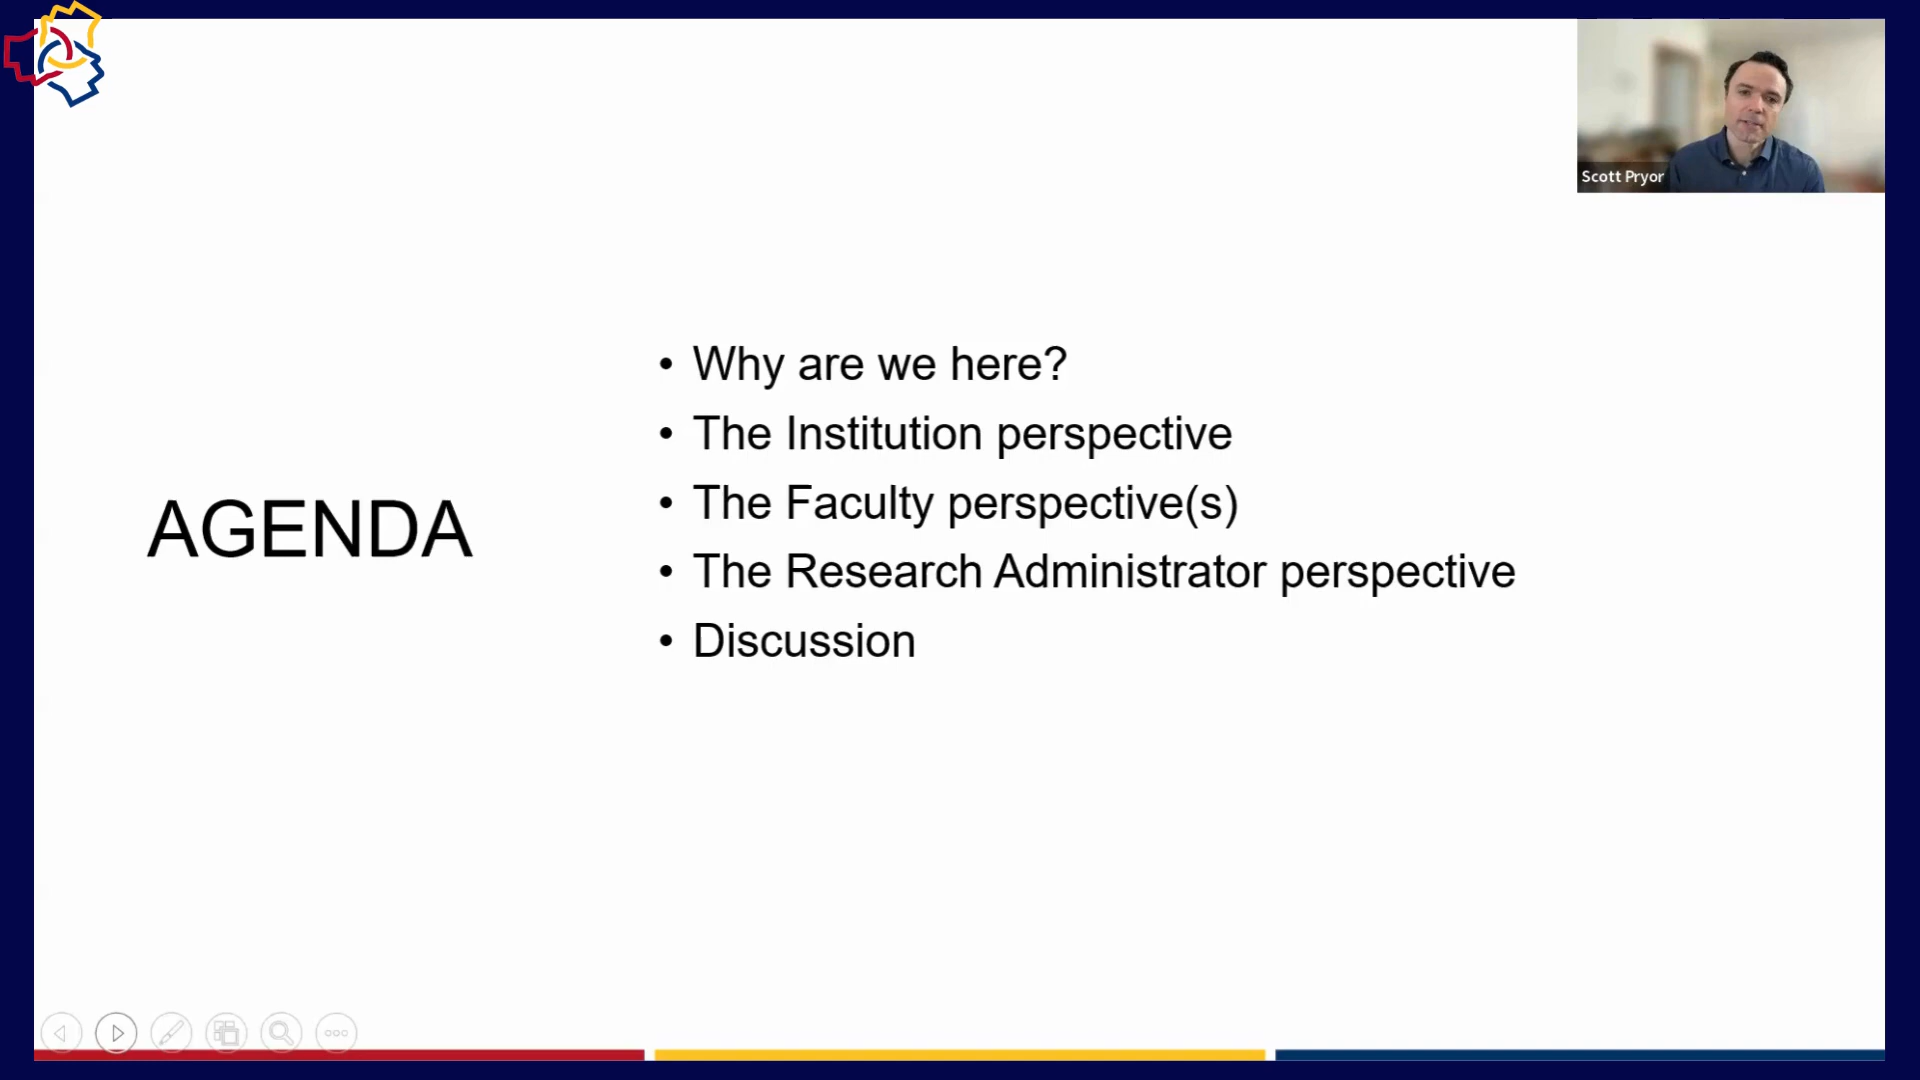 Scott Pryor
AGENDA
• Why are we here?
• The Institution perspective
• The Faculty perspective(s)
• The Research Administrator perspective
• Discussion